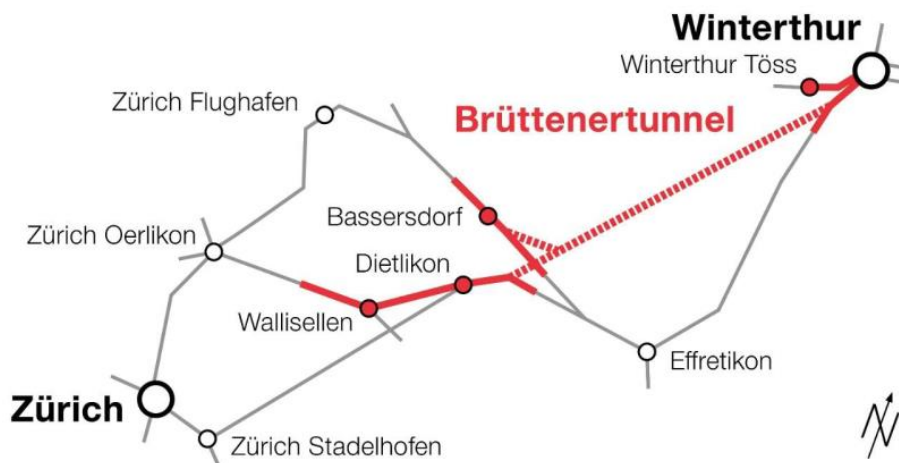 Winterthur
Winterthur Töss
Zürich Flughafen
Brüttenertunnel
Bassersdorf
Zürich Oerlikon
Dietlikon
Wallisellen
Effretikon
Zürich
Zürich Stadelhofen
N